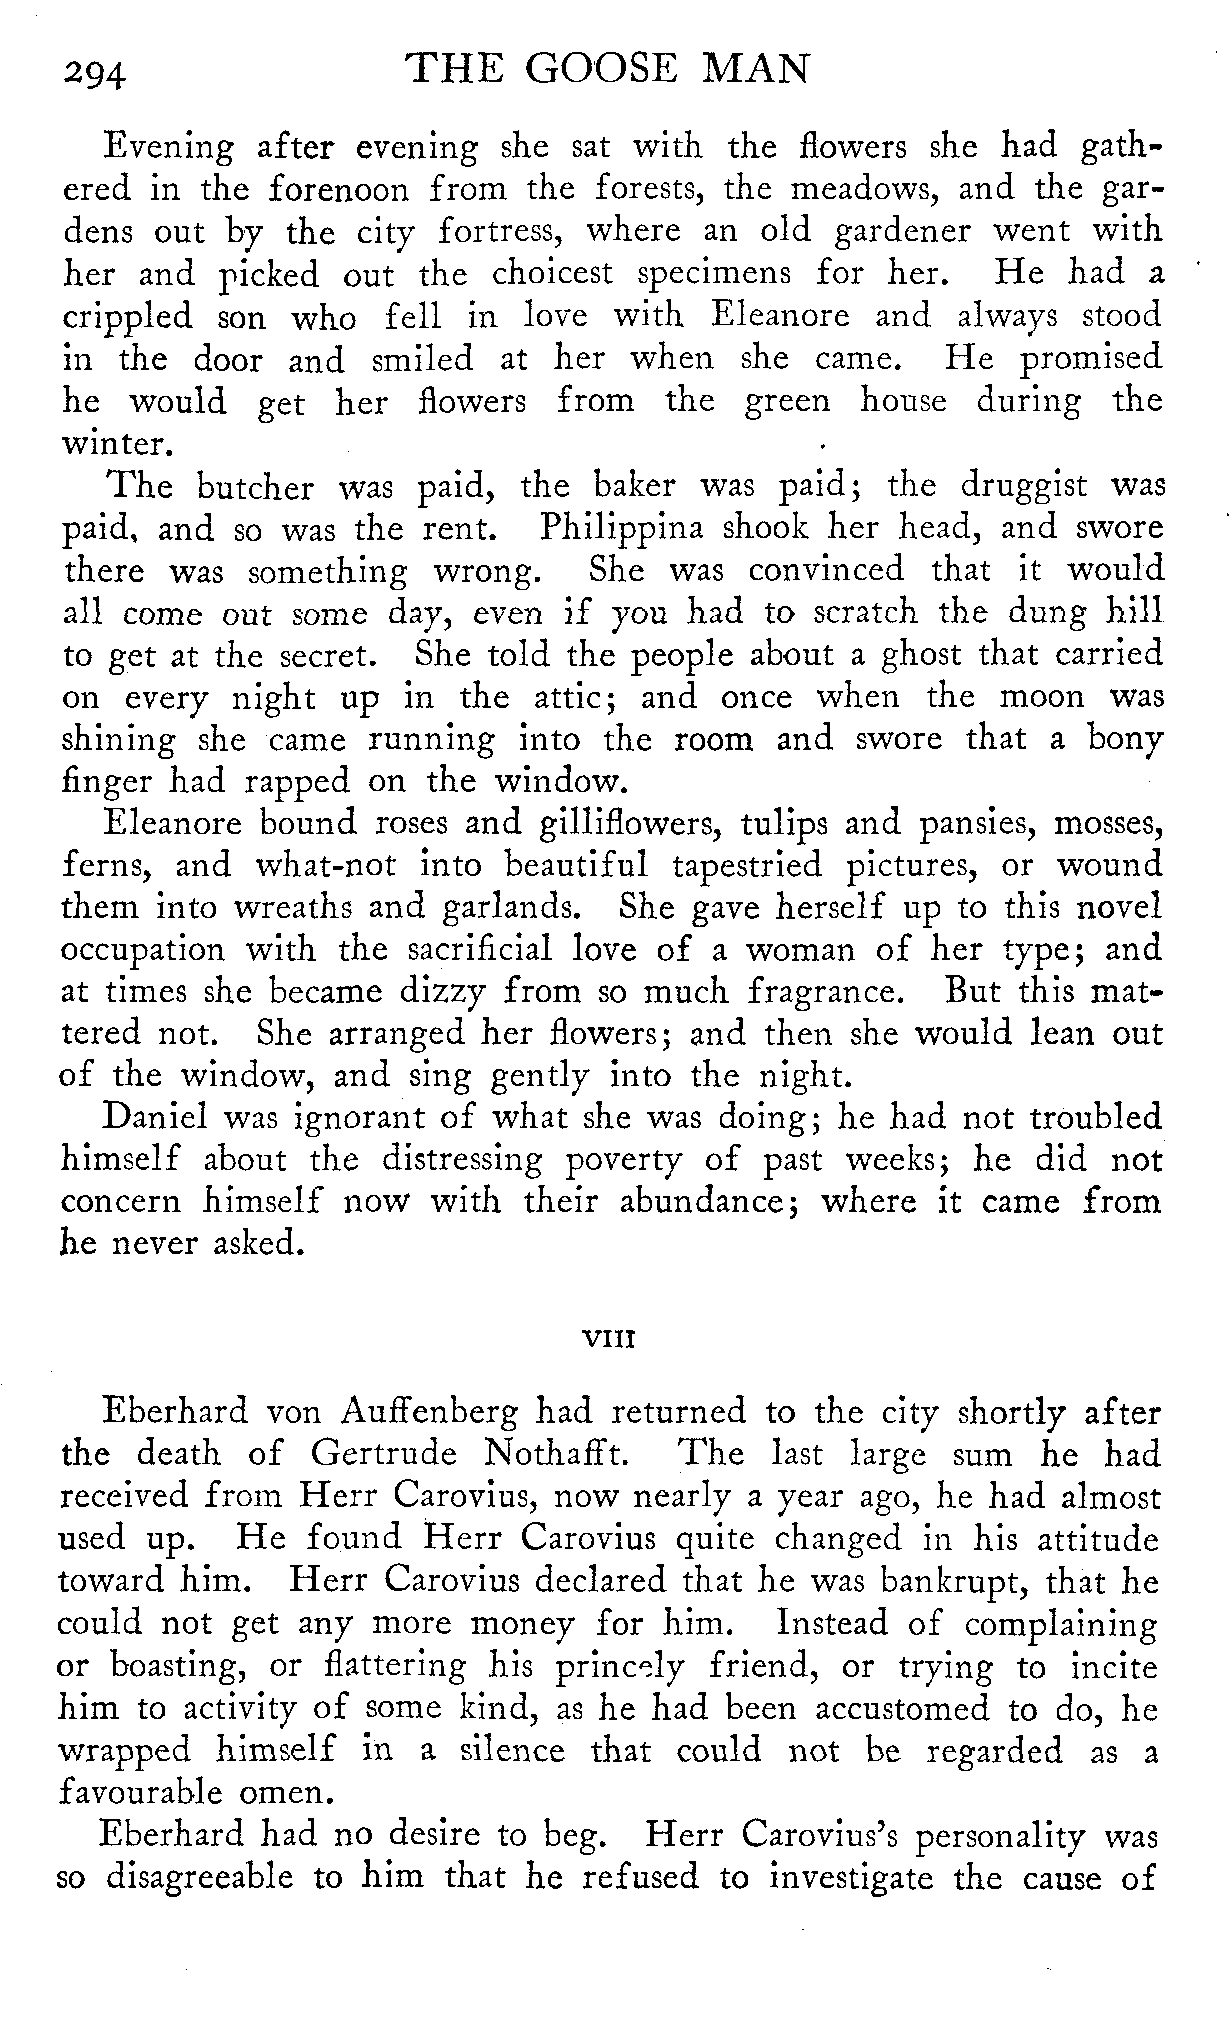 294 THE GOOSE MAN
Evening after evening she sat with the flowers she had gath-
ered in the forenoon from the forests, the meadows, and the gar-
dens out by the city fortress, where an old gardener went with
her and picked out the choicest specimens for her. He had a
crippled son who fell in love with Eleanore and always stood
in the door and smiled at her when she came. He promised
he would get her flowers from the green house during the
winter.
The butcher was paid, the baker was paid; the druggist was
paid, and so was the rent. Philippina shook her head, and swore
there was something wrong. She was convinced that it would
all come out some day, even if you had to scratch the dung hill
to get at the secret. She told the people about a ghost that carried
on every night up in the attic; and once when the moon was
shining she came running into the room and swore that a bony
finger had rapped on the window.
Eleanore bound roses and gilliflowers, tulips and pansies, mosses,
ferns, and what-not into beautiful tapestried pictures, or wound
them into wreaths and garlands. She gave herself up to this novel
occupation with the sacrificial love of a woman of her type; and
at times she became dizzy from so much fragrance. But this mat-
tered not. She arranged her flowers; and then she would lean out
of the window, and sing gently into the night.
Daniel was ignorant of what she was doing; he had not troubled
himself about the distressing poverty of past weeks; he did not
concern himself now with their abundance; where it came from
he never asked.
VIII
Eberhard von Auffenberg had returned to the city shortly after
the death of Gertrude Nothafft. The last large sum he had
received from Herr Carovius, now nearly a year ago, he had almost
used up. He found Herr Carovius quite changed in his attitude
toward him. Herr Carovius declared that he was bankrupt, that he
could not get any more money for him. Instead of complaining
or boasting, or flattering his princely friend, or trying to incite
him to activity of some kind, as he had been accustomed to do, he
wrapped himself in a silence that could not be regarded as a
favourable omen.
Eberhard had no desire to beg. Herr Carovius's personality was
so disagreeable to him that he refused to investigate the cause of